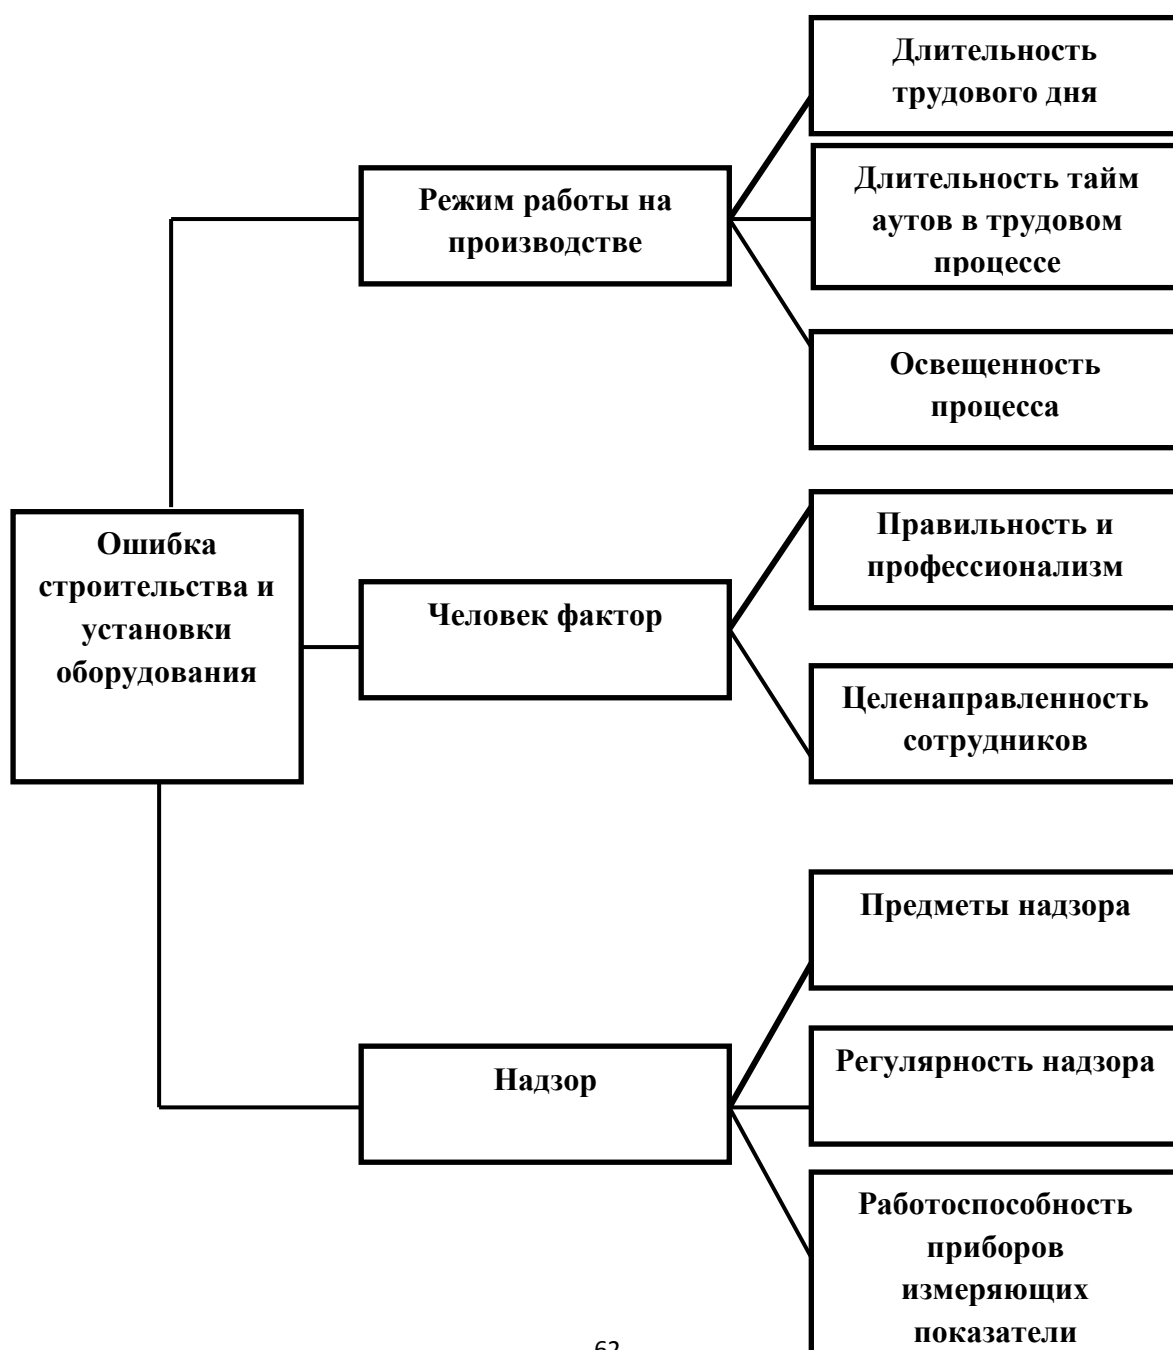 Длительность
трудового дня
Режим работы на
производстве
Длительность тайм
аутов в трудовом
процессе
Освещенность
процесса
Ошибка
строительства и
установки
оборудования
Человек фактор
Правильность и
профессионализм
Целенаправленность
сотрудников
Надзор
Предметы надзора
Регулярность надзора
Работоспособность
приборов
измеряющих
показатели
62